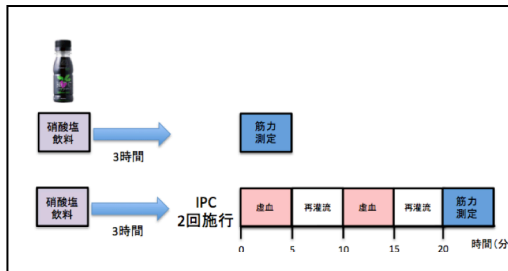 硝酸塩
飲料
3時間
筋力
測定
硝酸塩
飲料
3時間
IPC
2回施行
虚血
再灌流
虚血
再灌流
筋力
測定
0
5
10
15
20
時間(分